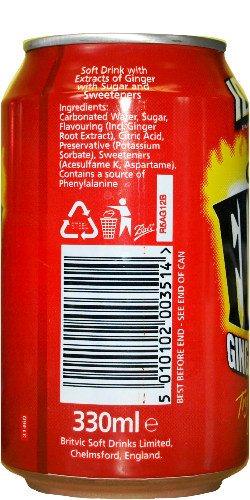 Soft Drink with
Extracts of Ginger
with Sugar and
Sweeteners
Ingredients:
Carbonated Water, Sugar,
Flavouring (Incl. Ginger
Root Extract), Citric Acid,
Preservative (Potassium
Sorbate), Sweeteners
(Acesulfame K, Aspartame).
Contains a source of
Phenylalanine
STEEL
Ball
R6AG12B
5 010102 003514 >
BEST BEFORE END - SEE END OF CAN
330ml e
Britvic Soft Drinks Limited,
Chelmsford, England.
GING